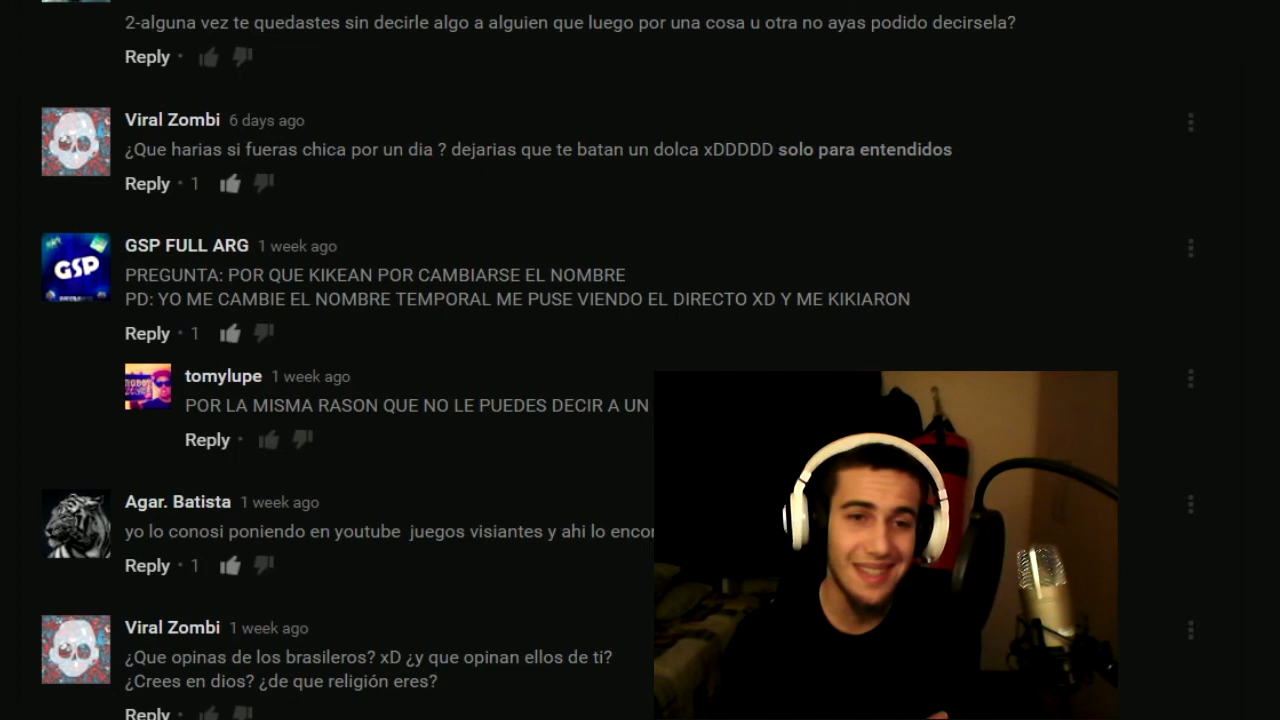 2-alguna vez te quedastes sin decirle algo a alguien que luego por una cosa u otra no ayas podido decirsela?
Reply
Viral Zombi 6 days ago
¿Que harias si fueras chica por un dia ? dejarias que te batan un dolca xDDDDD solo para entendidos
Reply · 1
GSP
GSP FULL ARG 1 week ago
PREGUNTA: POR QUE KIKEAN POR CAMBIARSE EL NOMBRE
PD: YO ME CAMBIE EL NOMBRE TEMPORAL ME PUSE VIENDO EL DIRECTO XD Y ME KIKIARON
Reply · 1
tomylupe 1 week ago
POR LA MISMA RASON QUE NO LE PUEDES DECIR A UN
Reply
Agar. Batista 1 week ago
yo lo conosi poniendo en youtube juegos visiantes y ahi lo encon
Reply · 1
Viral Zombi 1 week ago
¿Que opinas de los brasileros? xD ¿y que opinan ellos de ti?
¿Crees en dios? ¿de que religión eres?
Reply